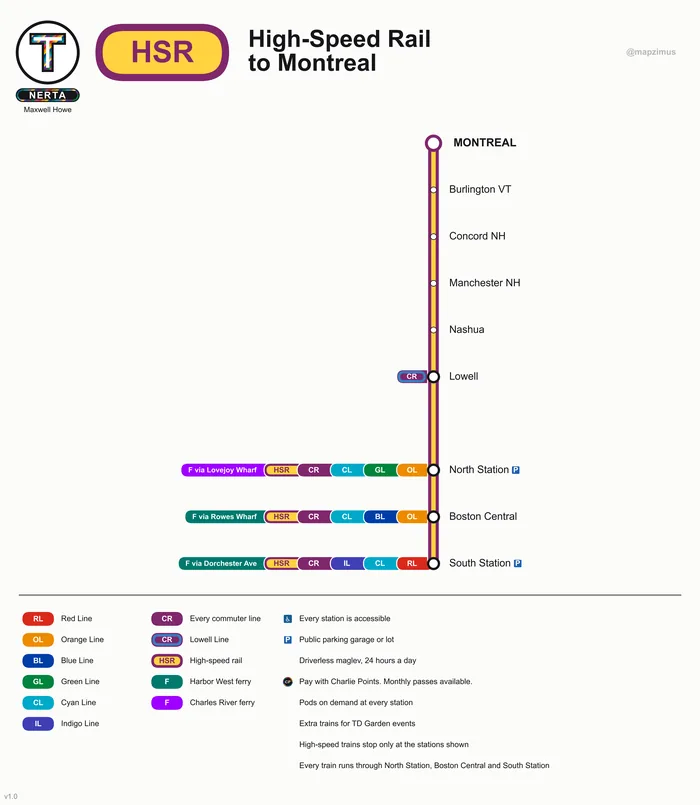 T
NERTA
Maxwell Howe
HSR
High-Speed Rail
to Montreal
@mapzimus
MONTREAL
Burlington VT
Concord NH
Manchester NH
Nashua
CR Lowell
F via Lovejoy Wharf HSR CR CL GL OL North Station P
F via Rowes Wharf HSR CR CL BL OL Boston Central
F via Dorchester Ave HSR CR IL CL RL South Station P
RL Red Line
OL Orange Line
BL Blue Line
GL Green Line
CL Cyan Line
IL Indigo Line
CR Every commuter line
CR Lowell Line
HSR High-speed rail
F Harbor West ferry
F Charles River ferry
Every station is accessible
P Public parking garage or lot
Driverless maglev, 24 hours a day
CP Pay with Charlie Points. Monthly passes available.
Pods on demand at every station
Extra trains for TD Garden events
High-speed trains stop only at the stations shown
Every train runs through North Station, Boston Central and South Station
v1.0